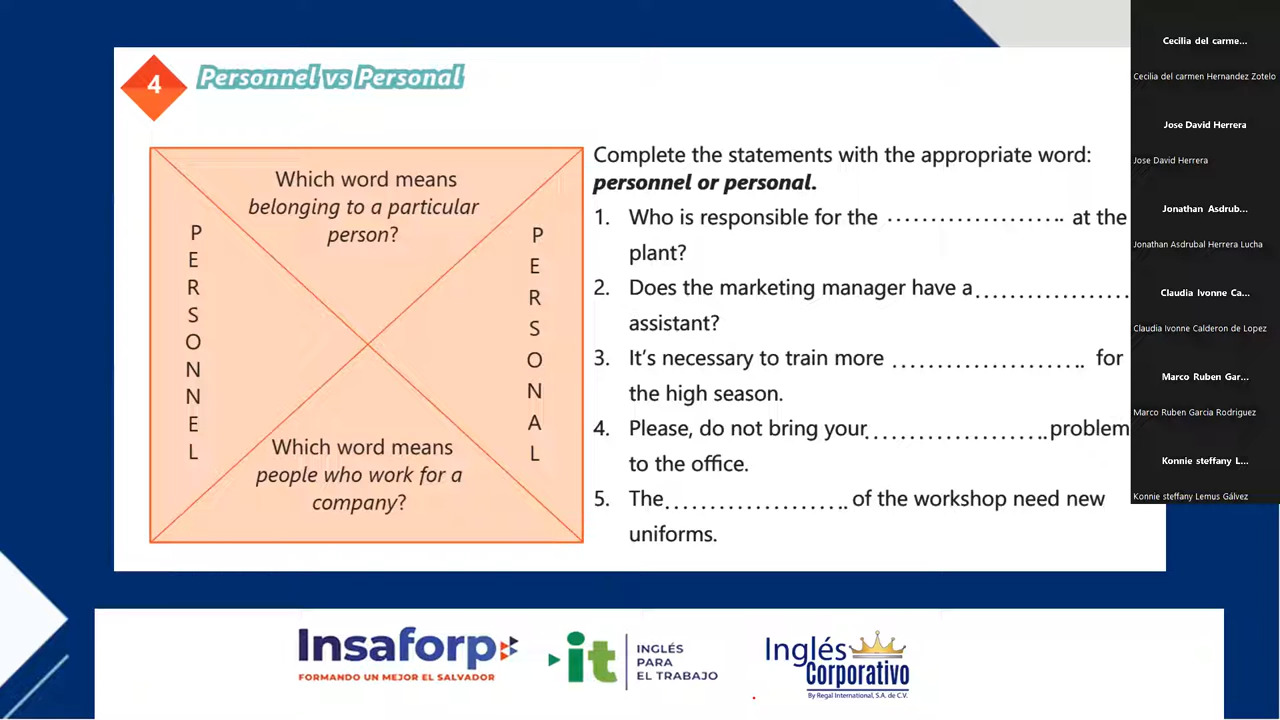 4
Personnel vs Personal
Which word means
belonging to a particular
person?
PERSONNEL
PERSONAL
Which word means
people who work for a
company?
Complete the statements with the appropriate word:
personnel or personal.
1. Who is responsible for the ..................... at the
plant?
2. Does the marketing manager have a..................
assistant?
3. It's necessary to train more ....................... for
the high season.
4. Please, do not bring your......................problem
to the office.
5. The...................... of the workshop need new
uniforms.
Cecilia del carme...
Cecilia del carmen Hernandez Zotelo
Jose David Herrera
Jose David Herrera
Jonathan Asdrub...
Jonathan Asdrubal Herrera Lucha
Claudia Ivonne Ca...
Claudia Ivonne Calderon de Lopez
Marco Ruben Gar...
Marco Ruben Garcia Rodriguez
Konnie steffany L...
Konnie steffany Lemus Gálvez
Insaforp
FORMANDO UN MEJOR EL SALVADOR
it
INGLÉS
PARA
EL TRABAJO
Inglés
Corporativo
By Regal International, S.A. de C.V.